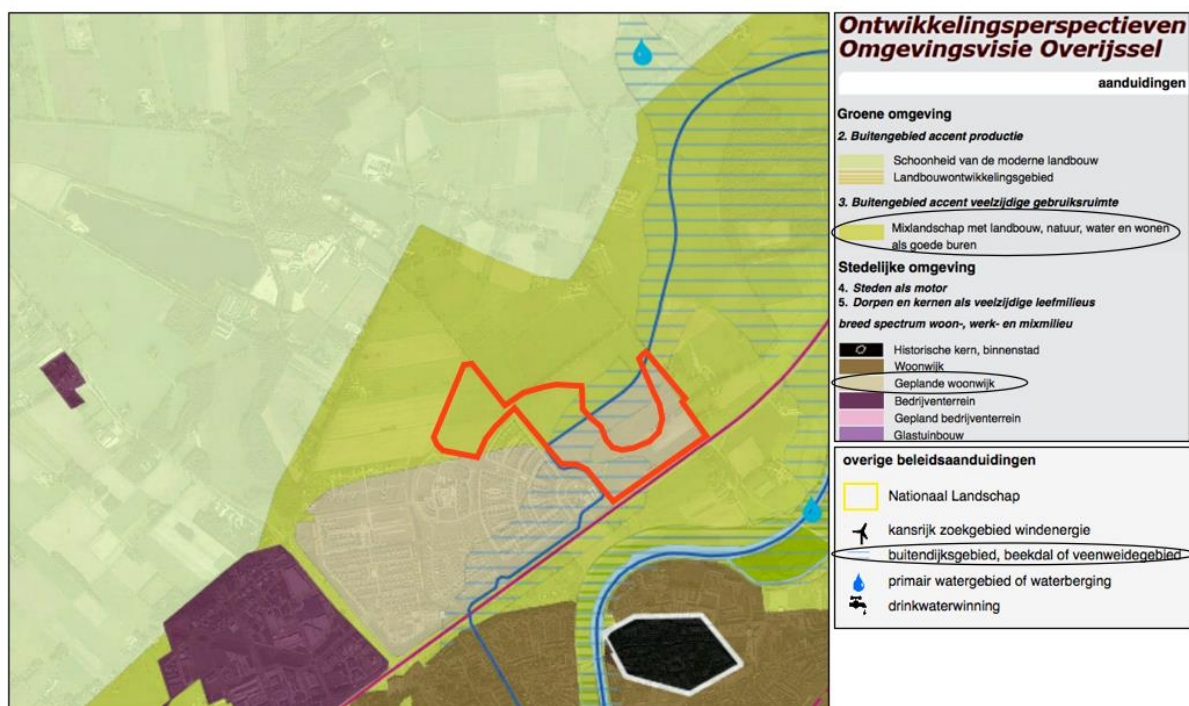 Ontwikkelingsperspectieven
Omgevingsvisie Overijssel
aanduidingen
Groene omgeving
2. Buitengebied accent productie
Schoonheid van de moderne landbouw
Landbouwontwikkelingsgebied
3. Buitengebied accent veelzijdige gebruiksruimte
Mixlandschap met landbouw, natuur, water en wonen
als goede buren
Stedelijke omgeving
4. Steden als motor
5. Dorpen en kernen als veelzijdige leefmilieus
breed spectrum woon-, werk- en mixmilieu
Historische kern, binnenstad
Woonwijk
Geplande woonwijk
Bedrijventerrein
Gepland bedrijventerrein
Glastuinbouw
overige beleidsaanduidingen
Nationaal Landschap
kansrijk zoekgebied windenergie
buitendijksgebied, beekdal of veenweidegebied
primair watergebied of waterberging
drinkwaterwinning